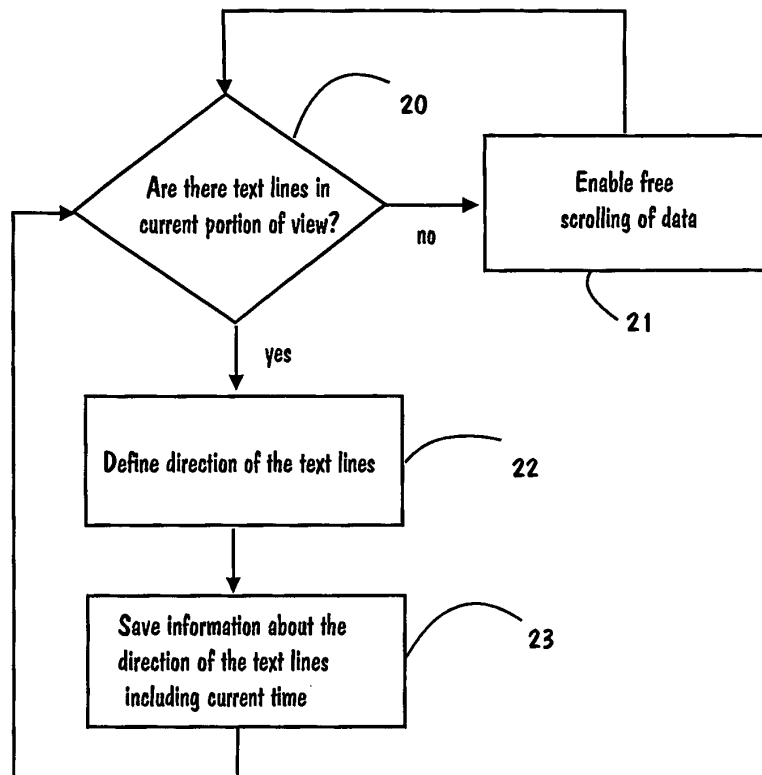 20
Are there text lines in
current portion of view?
no
Enable free
scrolling of data
21
yes
Define direction of the text lines
22
Save information about the
direction of the text lines
including current time
23